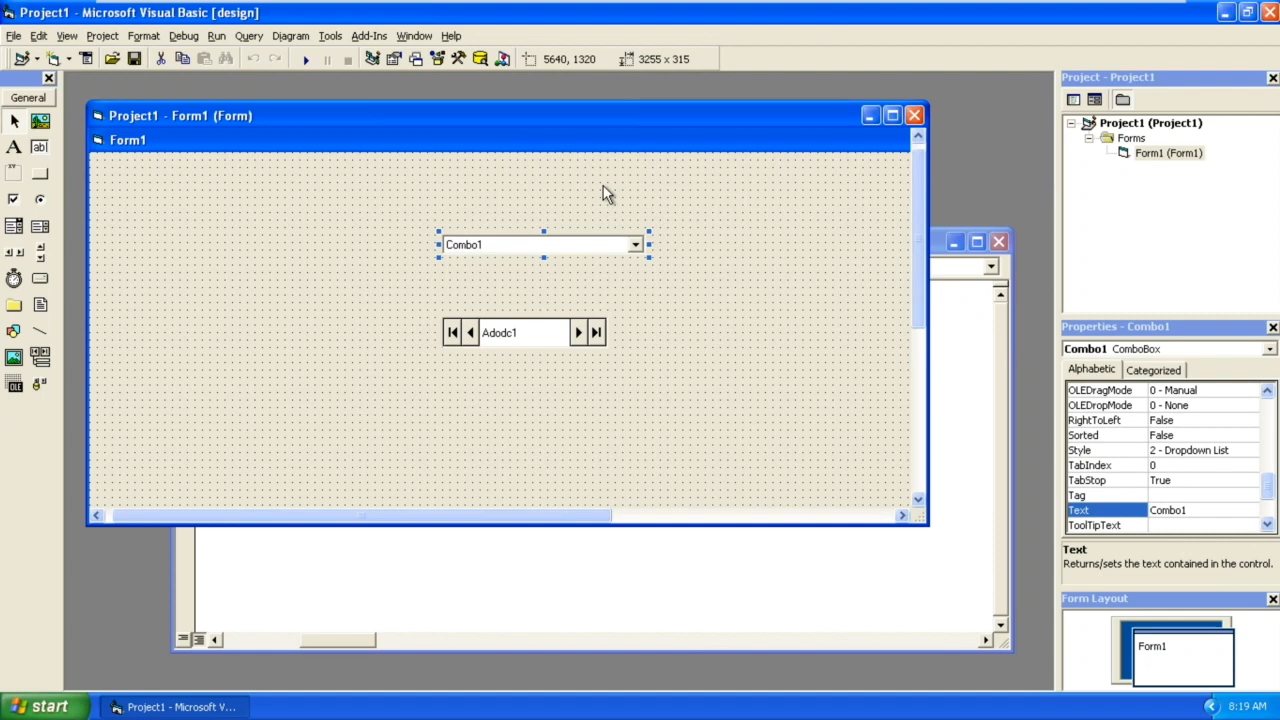 Project1 - Microsoft Visual Basic [design]
File Edit View Project Format Debug Run Query Diagram Tools Add-Ins Window Help
5640, 1320 3255 x 315
General
A ab|
XY
OLE
Project1 - Form1 (Form)
Form1
Combo1
Adodc1
Project - Project1
Project1 (Project1)
Forms
Form1 (Form1)
Properties - Combo1
Combo1 ComboBox
Alphabetic Categorized
OLEDragMode 0 - Manual
OLEDropMode 0 - None
RightToLeft False
Sorted False
Style 2 - Dropdown List
TabIndex 0
TabStop True
Tag
Text Combo1
ToolTipText
Text
Returns/sets the text contained in the control.
Form Layout
Form1
start
Project1 - Microsoft V...
8:19 AM